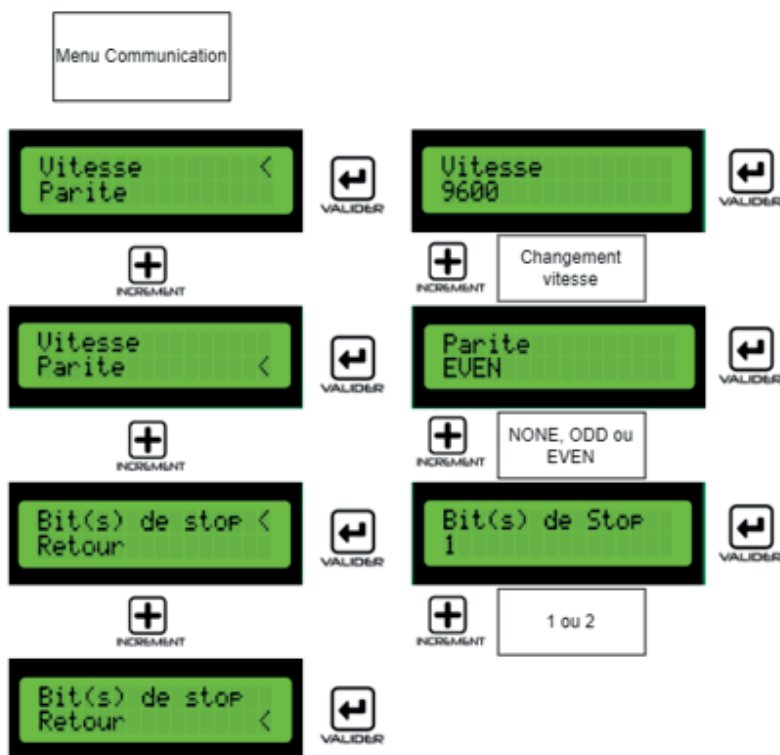 Menu Communication
Vitesse <
Parite
VALIDER
Vitesse
9600
VALIDER
INCREMENT
INCREMENT
Changement
vitesse
Vitesse
Parite <
VALIDER
Parite
EVEN
VALIDER
INCREMENT
INCREMENT
NONE, ODD ou
EVEN
Bit(s) de stop <
Retour
VALIDER
Bit(s) de Stop
1
VALIDER
INCREMENT
INCREMENT
1 ou 2
Bit(s) de stop
Retour <
VALIDER